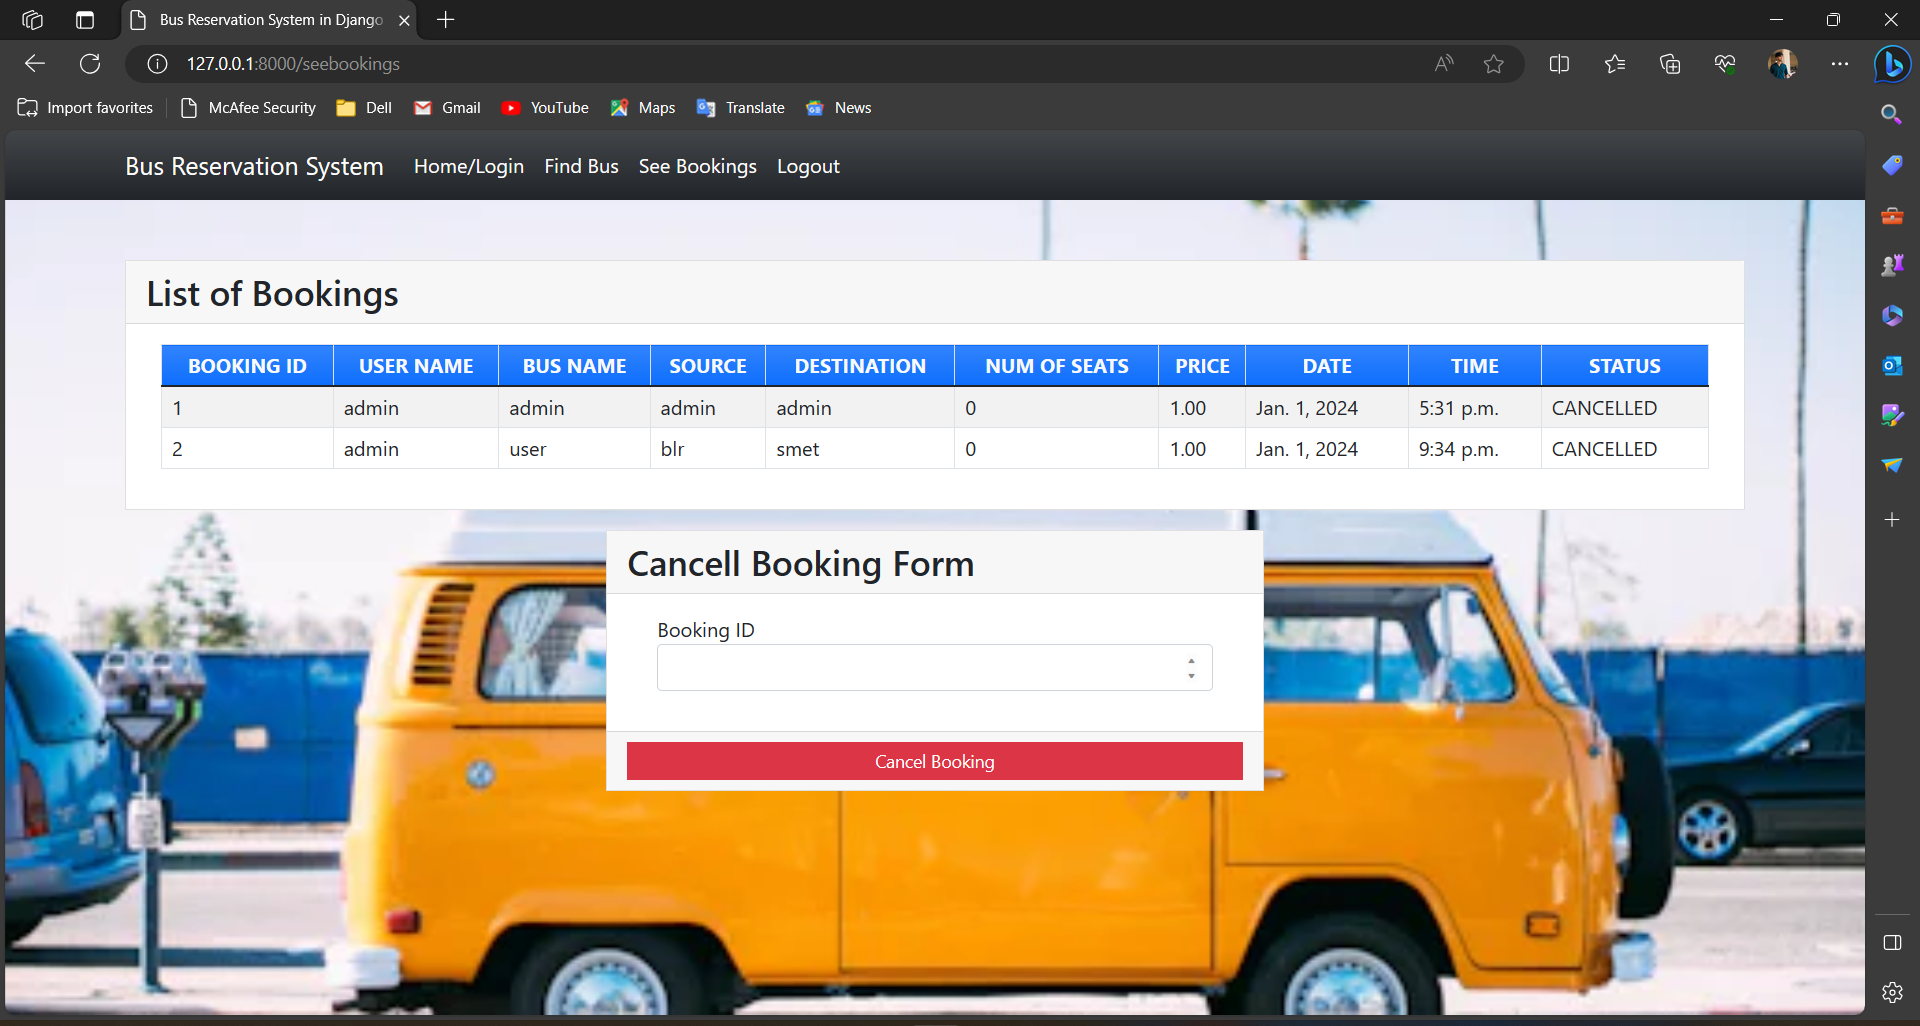 Bus Reservation System in Django
127.0.0.1:8000/seebookings
Import favorites McAfee Security Dell Gmail YouTube Maps Translate News
Bus Reservation System Home/Login Find Bus See Bookings Logout
List of Bookings
BOOKING ID USER NAME BUS NAME SOURCE DESTINATION NUM OF SEATS PRICE DATE TIME STATUS
1 admin admin admin admin 0 1.00 Jan. 1, 2024 5:31 p.m. CANCELLED
2 admin user blr smet 0 1.00 Jan. 1, 2024 9:34 p.m. CANCELLED
Cancell Booking Form
Booking ID
Cancel Booking